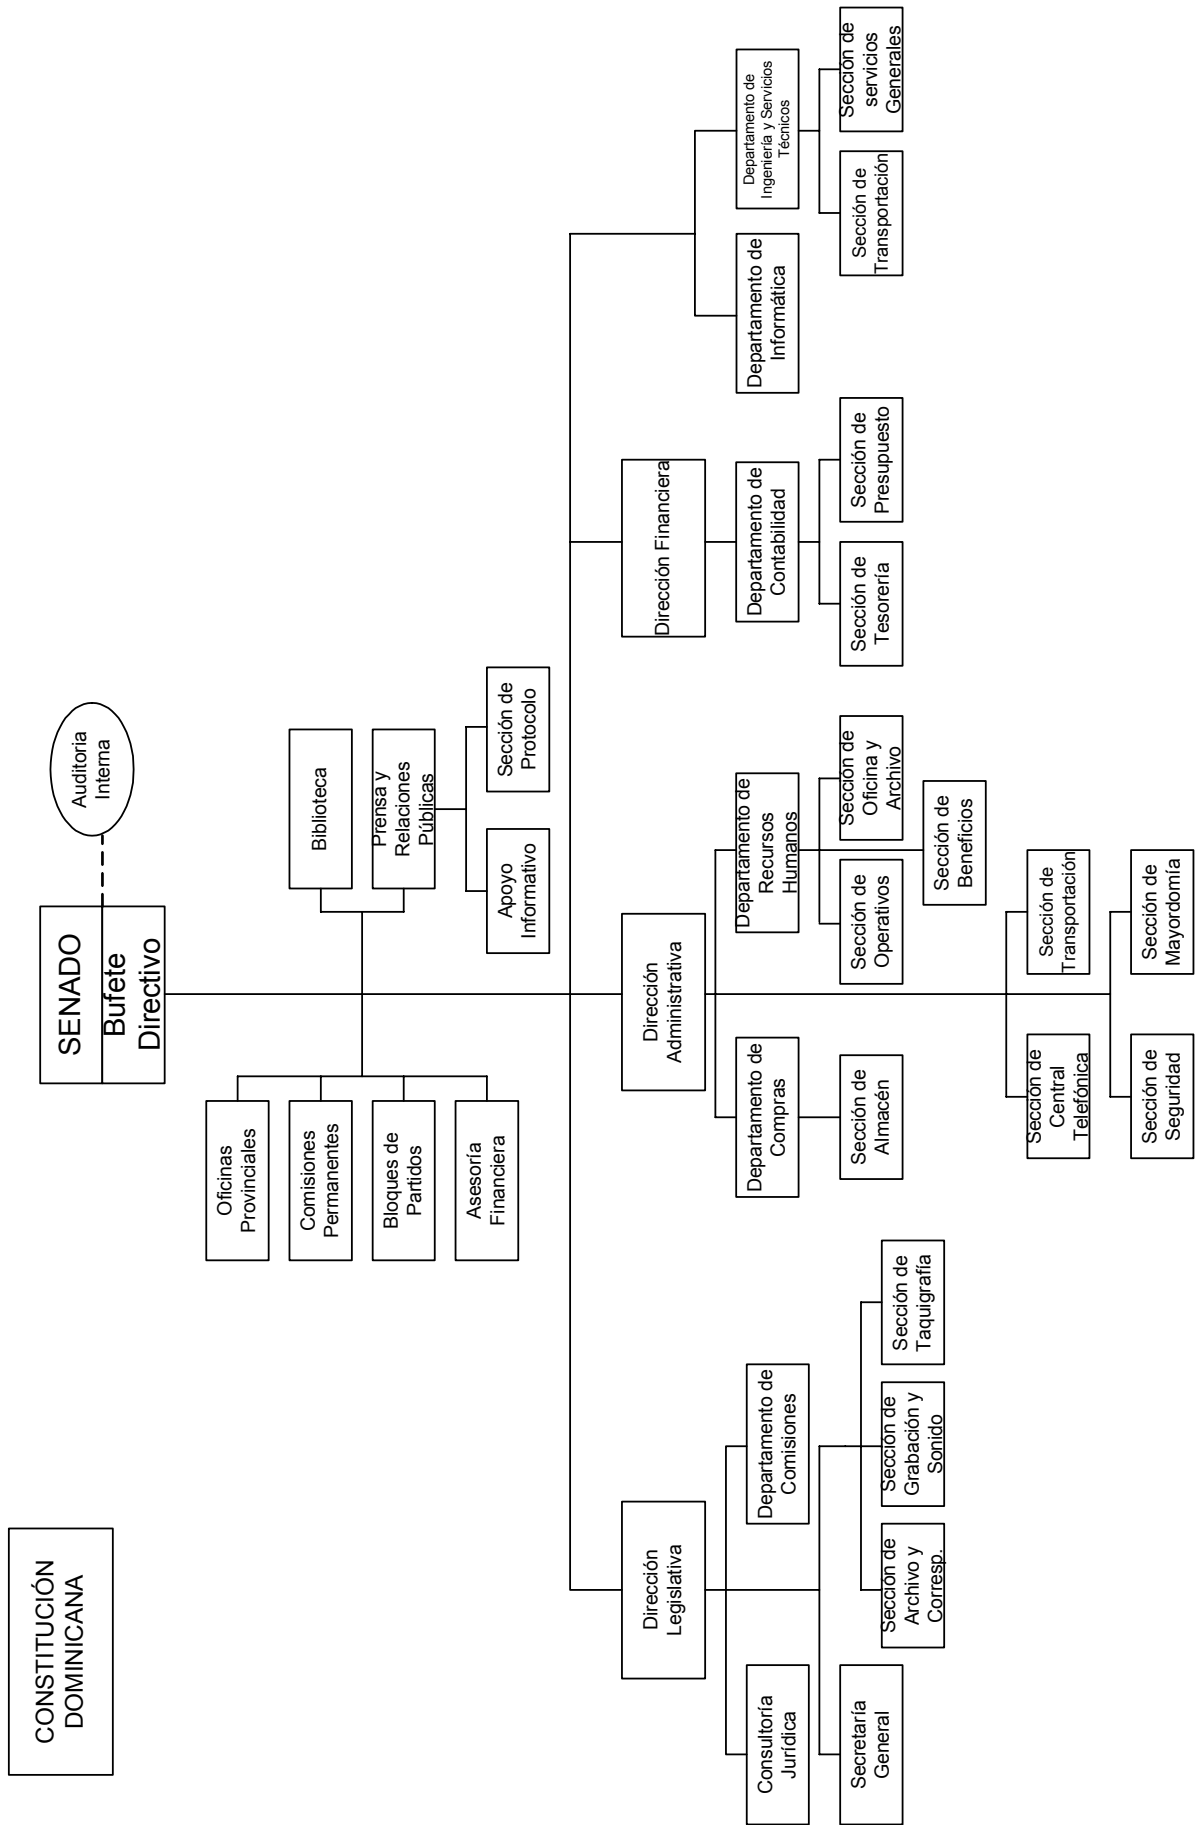 CONSTITUCIÓN
DOMINICANA
SENADO
Bufete
Directivo
Auditoria
Interna
Oficinas
Provinciales
Comisiones
Permanentes
Bloques de
Partidos
Asesoría
Financiera
Biblioteca
Prensa y
Relaciones
Públicas
Apoyo
Informativo
Sección de
Protocolo
Dirección
Legislativa
Consultoría
Jurídica
Departamento de
Comisiones
Secretaría
General
Sección de
Archivo y
Corresp.
Sección de
Grabación y
Sonido
Sección de
Taquigrafía
Dirección
Administrativa
Departamento de
Compras
Sección de
Almacén
Departamento de
Recursos
Humanos
Sección de
Operativos
Sección de
Oficina y
Archivo
Sección de
Beneficios
Sección de
Central
Telefónica
Sección de
Transportación
Sección de
Seguridad
Sección de
Mayordomía
Dirección Financiera
Departamento de
Contabilidad
Sección de
Tesorería
Sección de
Presupuesto
Departamento de
Informática
Departamento de
Ingeniería y Servicios
Técnicos
Sección de
Transportación
Sección de
servicios
Generales